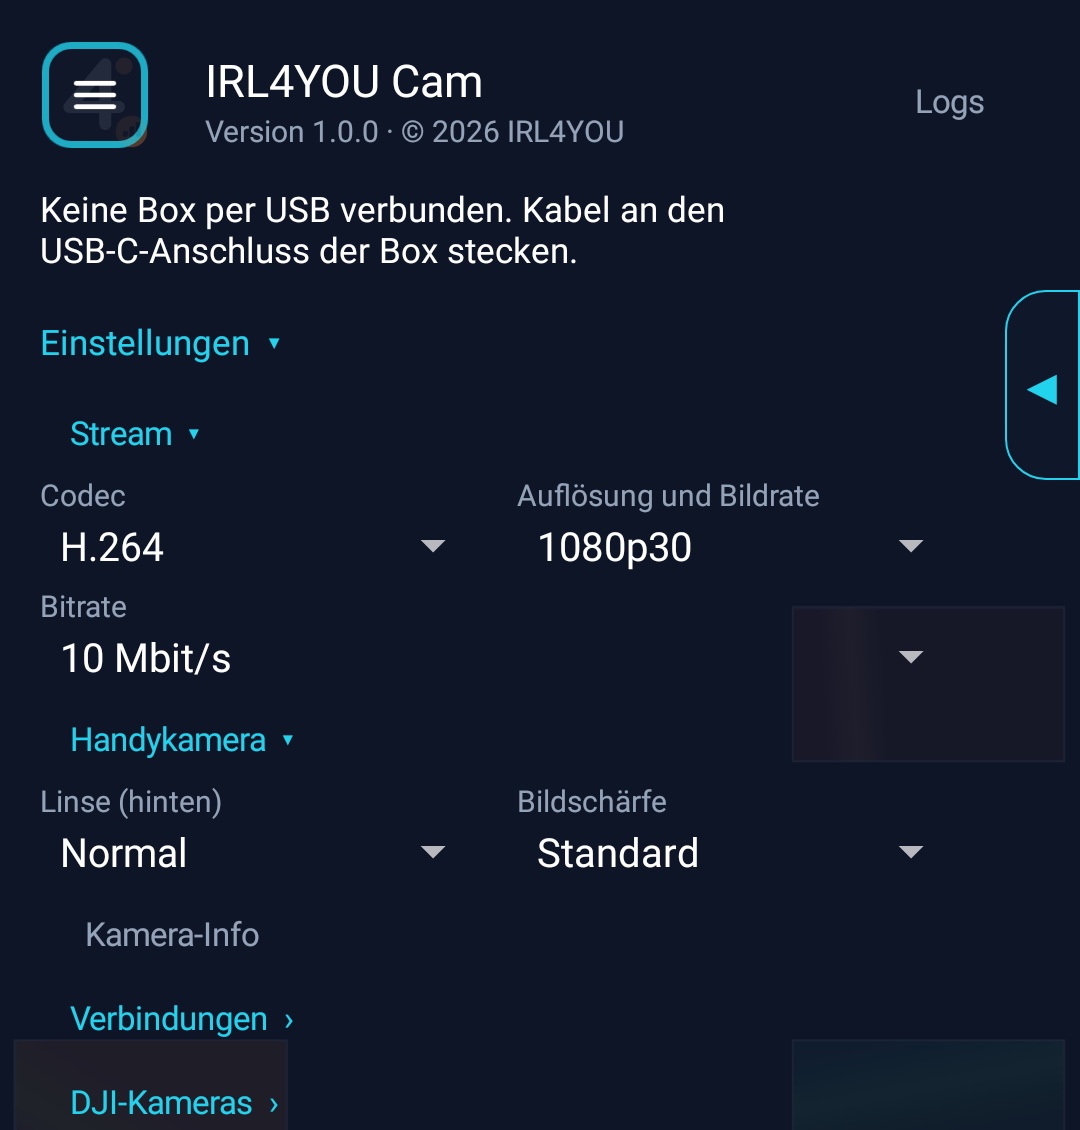 IRL4YOU Cam
Version 1.0.0 · © 2026 IRL4YOU
Logs
Keine Box per USB verbunden. Kabel an den
USB-C-Anschluss der Box stecken.
Einstellungen
Stream
Codec
Auflösung und Bildrate
H.264
1080p30
Bitrate
10 Mbit/s
Handykamera
Linse (hinten)
Bildschärfe
Normal
Standard
Kamera-Info
Verbindungen ›
DJI-Kameras ›